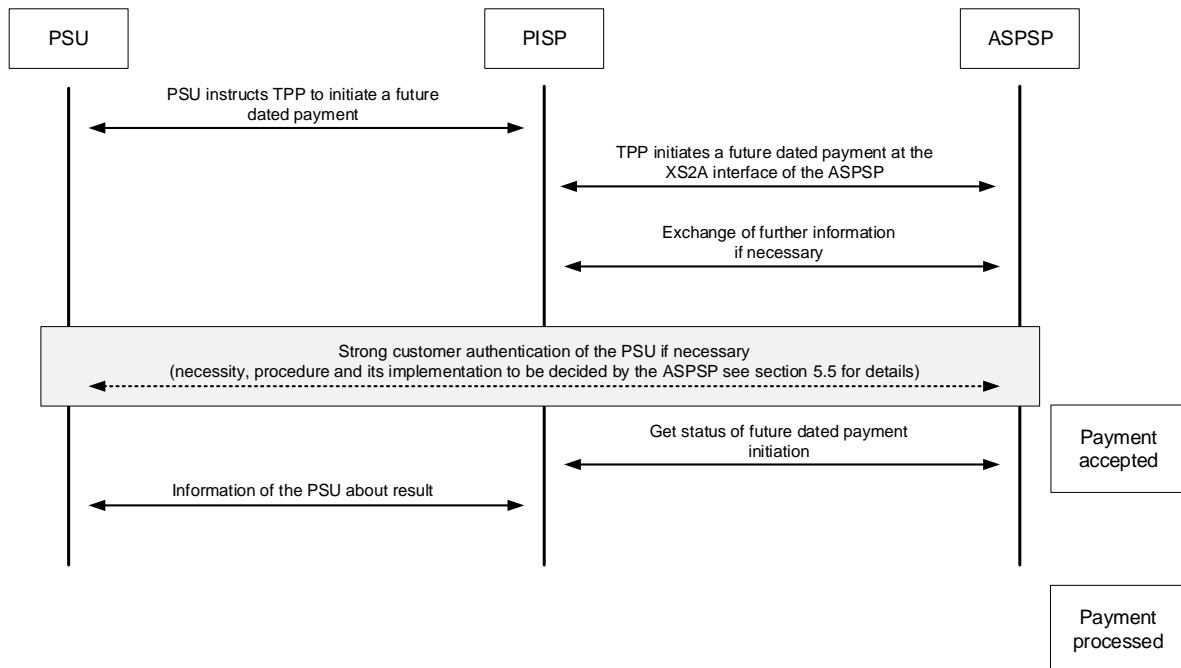 PSU
PISP
ASPSP
PSU instructs TPP to initiate a future
dated payment
TPP initiates a future dated payment at the
XS2A interface of the ASPSP
Exchange of further information
if necessary
Strong customer authentication of the PSU if necessary
(necessity, procedure and its implementation to be decided by the ASPSP see section 5.5 for details)
Get status of future dated payment
initiation
Payment
accepted
Information of the PSU about result
Payment
processed